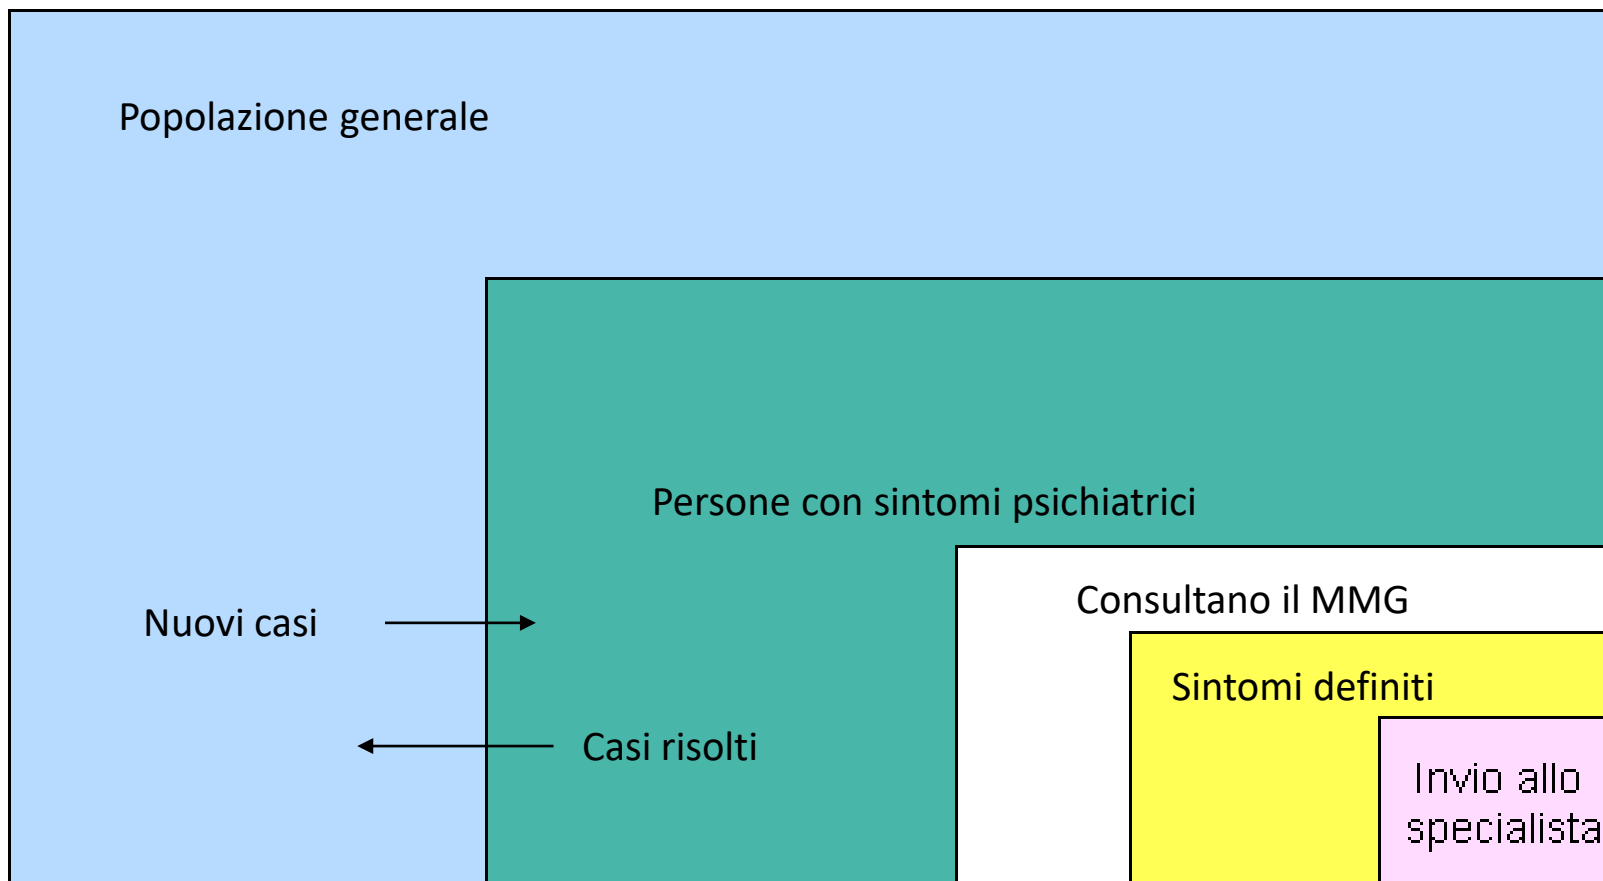 Popolazione generale
Persone con sintomi psichiatrici
Consultano il MMG
Nuovi casi
Sintomi definiti
Casi risolti
Invio allo
specialista